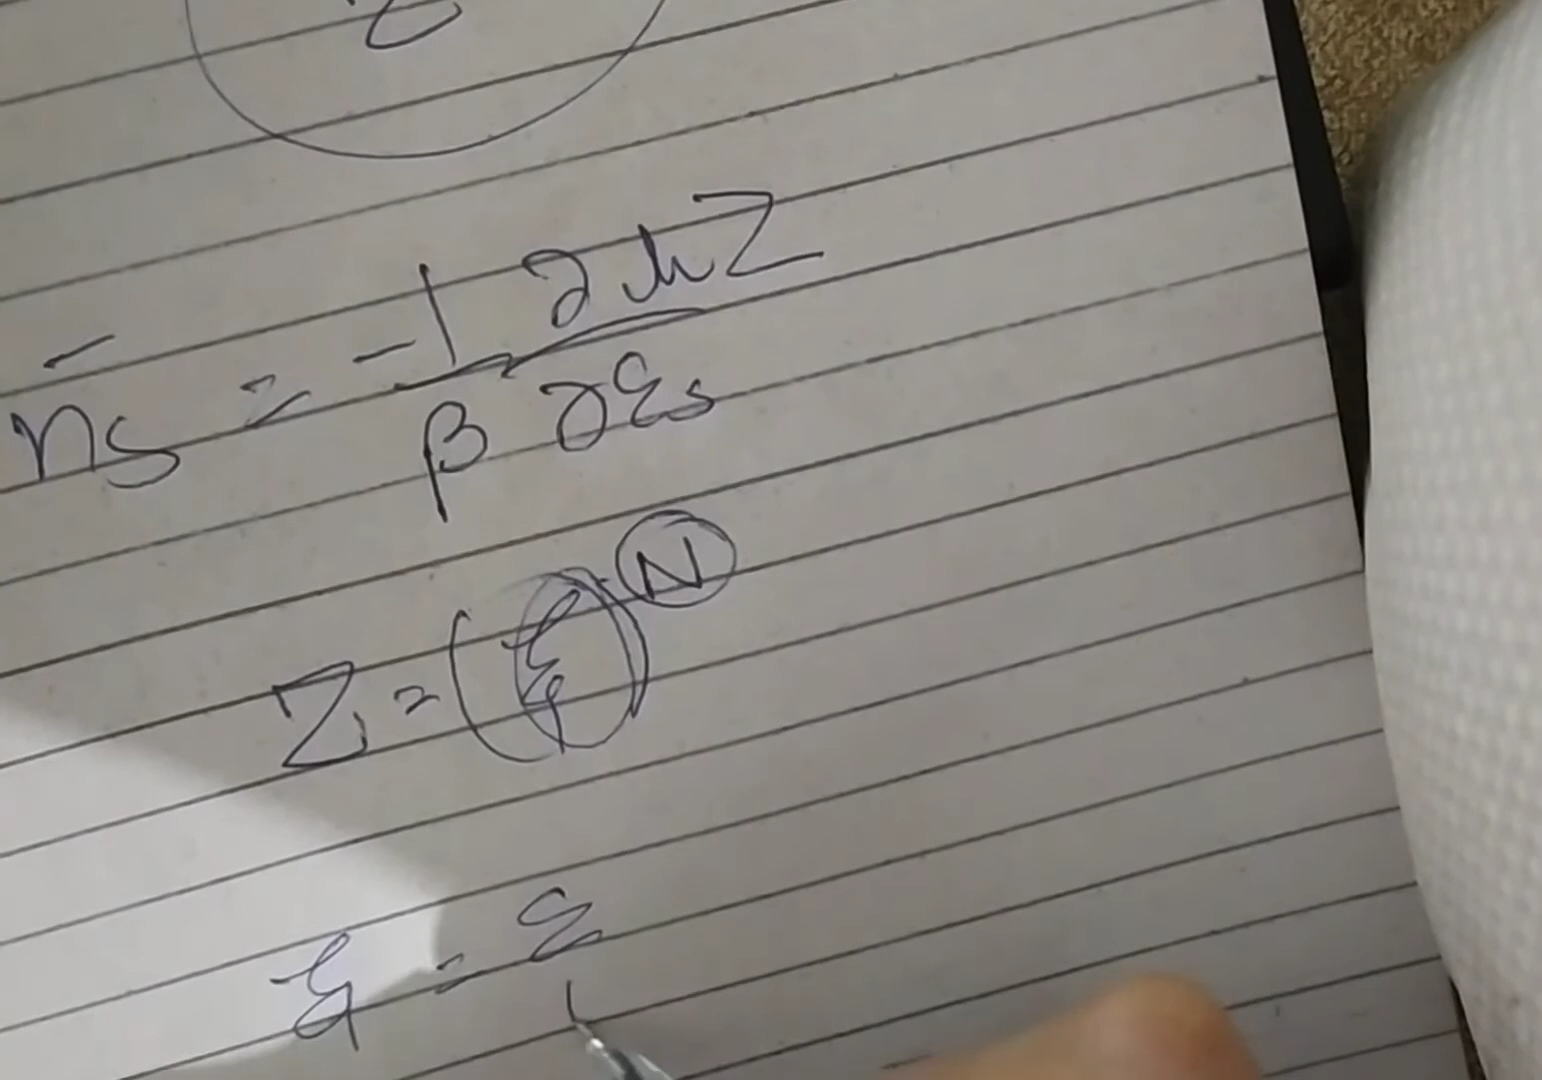 n̄s = -1/β ∂lnZ/∂εs
Z = (ξ)^N
ξ = Σ